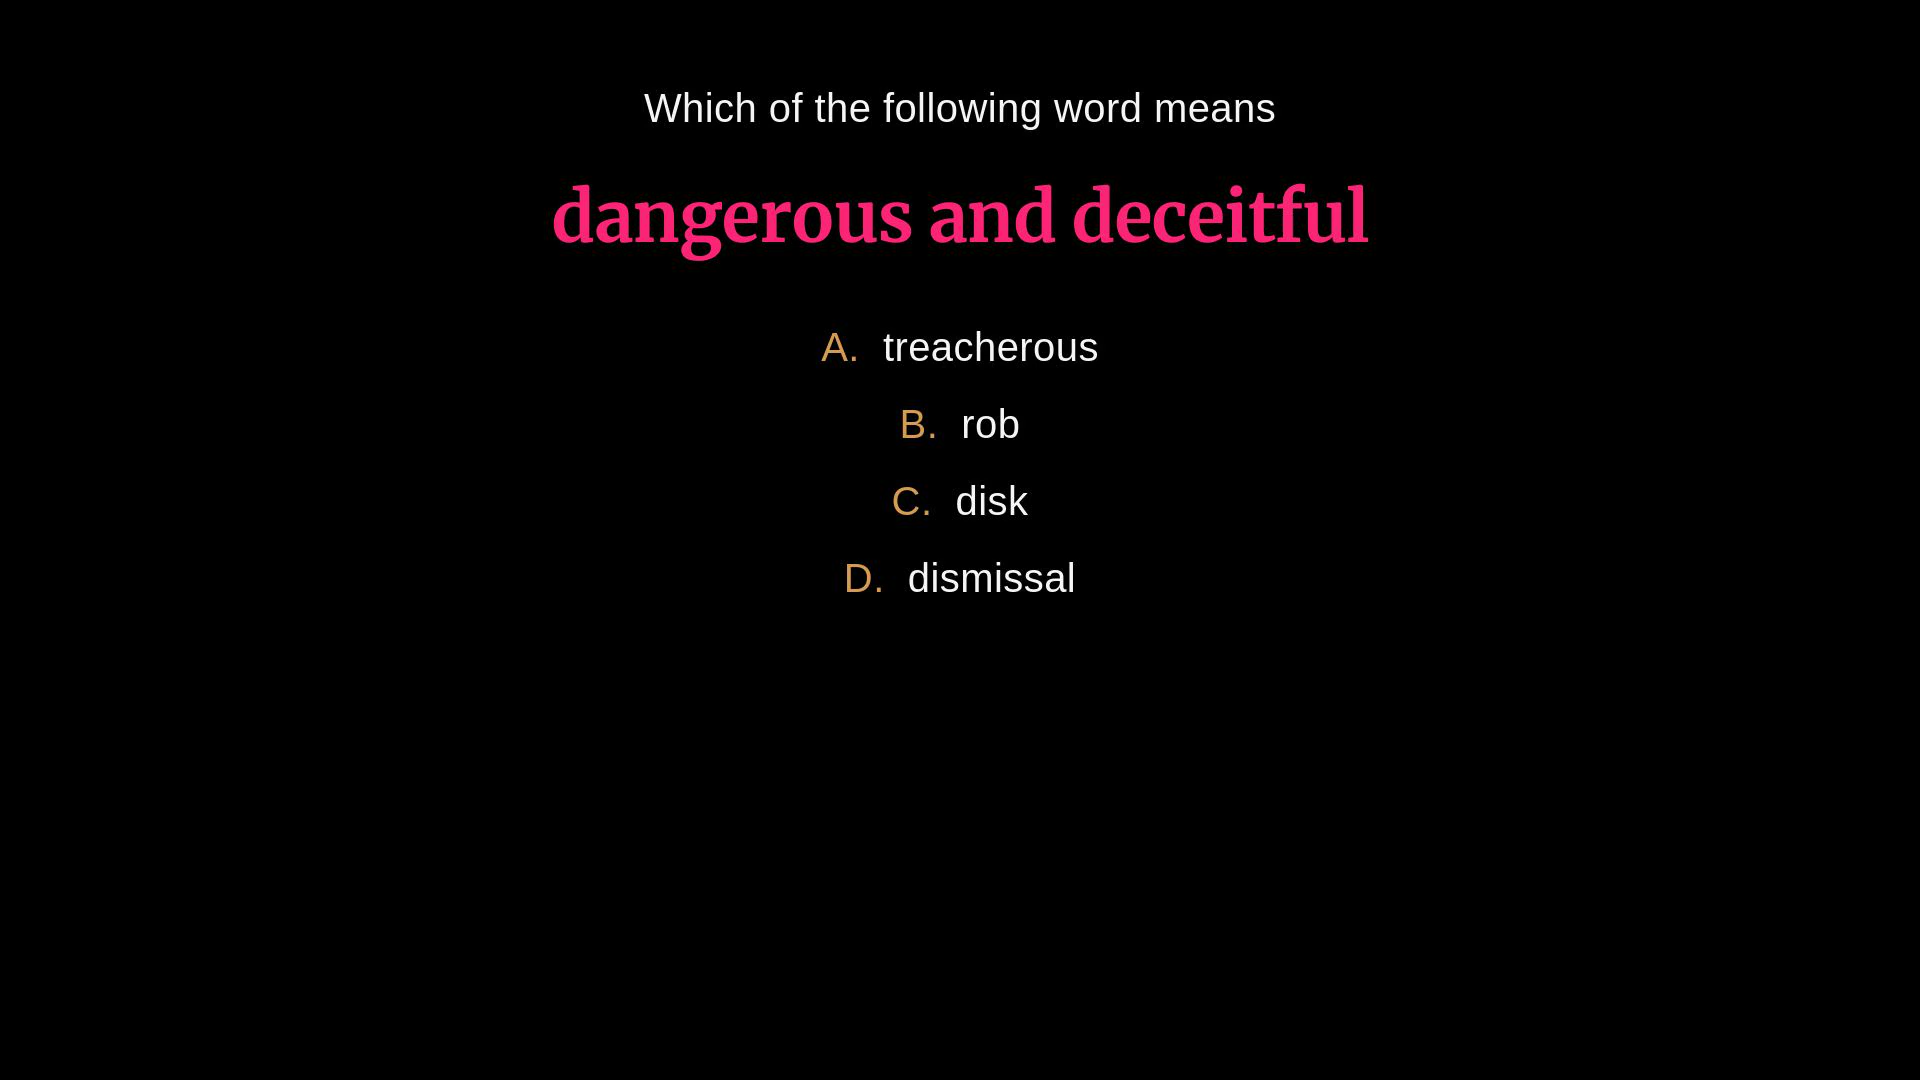 Which of the following word means
dangerous and deceitful
A. treacherous
B. rob
C. disk
D. dismissal